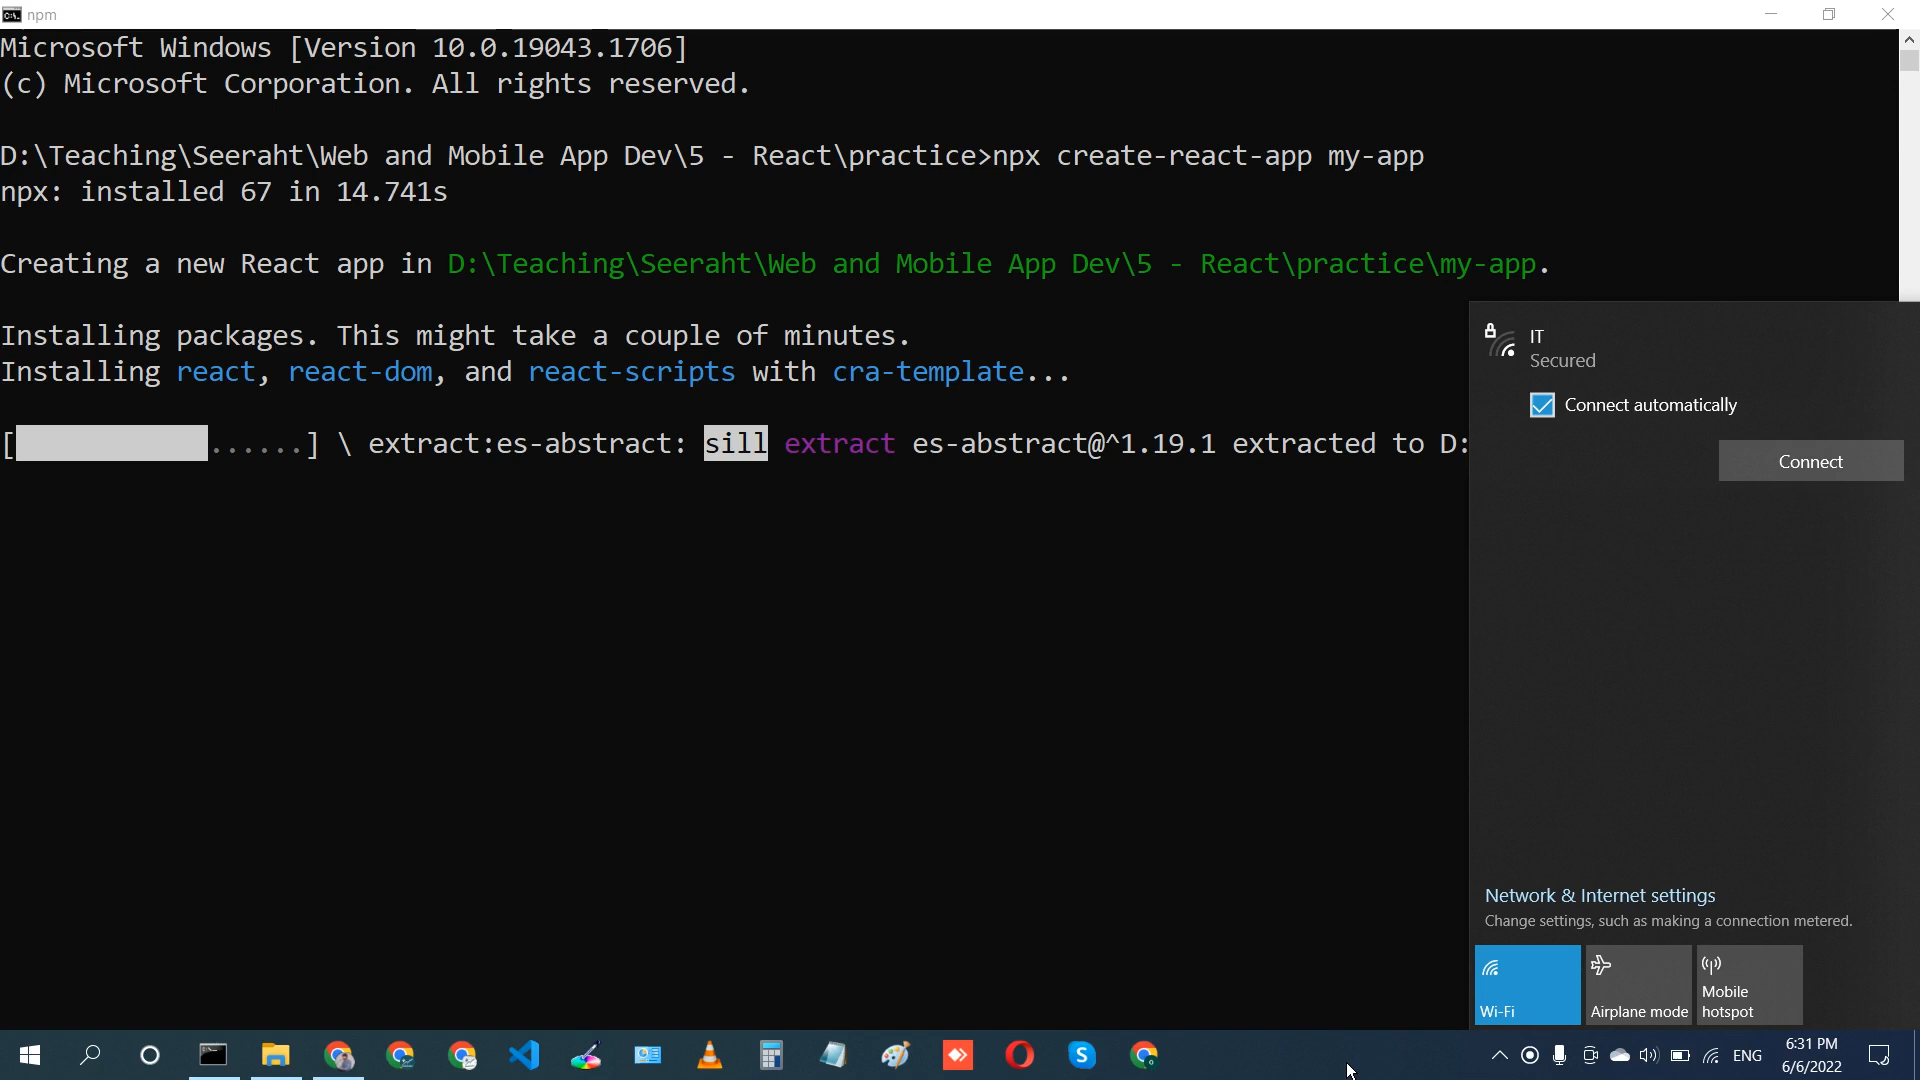 npm
Microsoft Windows [Version 10.0.19043.1706]
(c) Microsoft Corporation. All rights reserved.
D:\Teaching\Seeraht\Web and Mobile App Dev\5 - React\practice>npx create-react-app my-app
npx: installed 67 in 14.741s
Creating a new React app in D:\Teaching\Seeraht\Web and Mobile App Dev\5 - React\practice\my-app.
Installing packages. This might take a couple of minutes.
Installing react, react-dom, and react-scripts with cra-template...
[ ......] \ extract:es-abstract: sill extract es-abstract@^1.19.1 extracted to D:
IT
Secured
Connect automatically
Connect
Network & Internet settings
Change settings, such as making a connection metered.
Wi-Fi
Airplane mode
Mobile
hotspot
ENG
6:31 PM
6/6/2022